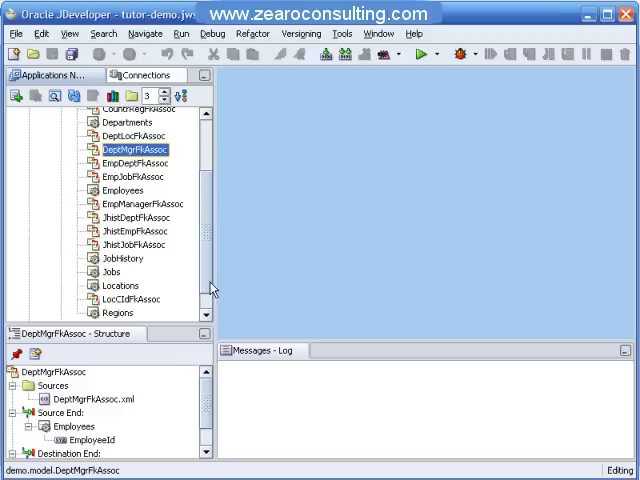 Oracle JDeveloper - tutor-demo.jws
www.zearoconsulting.com
File Edit View Search Navigate Run Debug Refactor Versioning Tools Window Help
Applications N...
Connections
3
CountrRegFkAssoc
Departments
DeptLocFkAssoc
DeptMgrFkAssoc
EmpDeptFkAssoc
EmpJobFkAssoc
Employees
EmpManagerFkAssoc
JhistDeptFkAssoc
JhistEmpFkAssoc
JhistJobFkAssoc
JobHistory
Jobs
Locations
LocCIdFkAssoc
Regions
DeptMgrFkAssoc - Structure
DeptMgrFkAssoc
Sources
DeptMgrFkAssoc.xml
Source End:
Employees
EmployeeId
Destination End:
Messages - Log
demo.model.DeptMgrFkAssoc
Editing